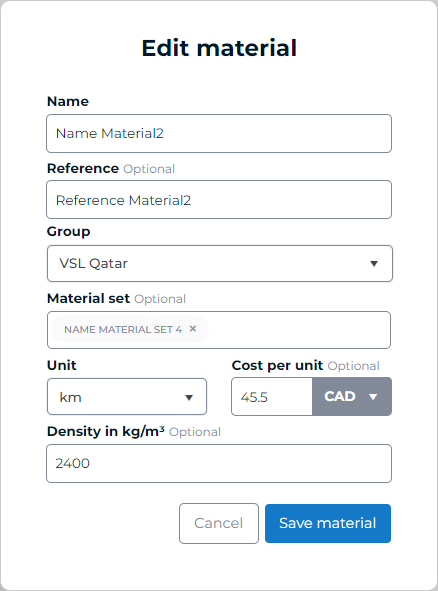 Edit material
Name
Name Material2
Reference Optional
Reference Material2
Group
VSL Qatar
Material set Optional
NAME MATERIAL SET 4 ×
Unit Cost per unit Optional
km 45.5 CAD
Density in kg/m³ Optional
2400
Cancel Save material